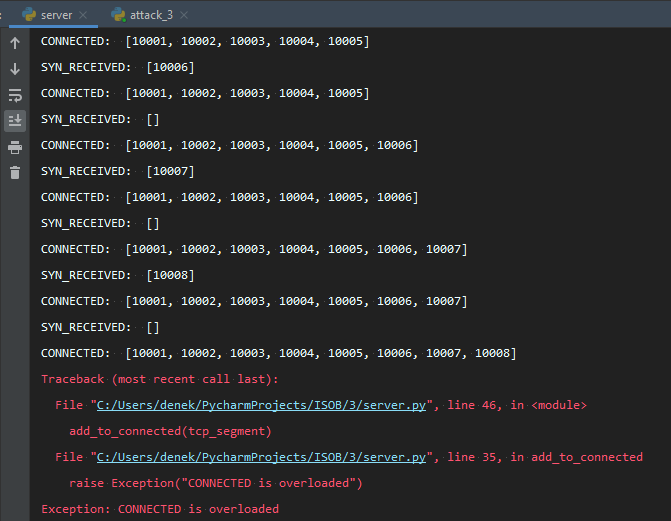 server
attack_3
CONNECTED: [10001, 10002, 10003, 10004, 10005]
SYN_RECEIVED: [10006]
CONNECTED: [10001, 10002, 10003, 10004, 10005]
SYN_RECEIVED: []
CONNECTED: [10001, 10002, 10003, 10004, 10005, 10006]
SYN_RECEIVED: [10007]
CONNECTED: [10001, 10002, 10003, 10004, 10005, 10006]
SYN_RECEIVED: []
CONNECTED: [10001, 10002, 10003, 10004, 10005, 10006, 10007]
SYN_RECEIVED: [10008]
CONNECTED: [10001, 10002, 10003, 10004, 10005, 10006, 10007]
SYN_RECEIVED: []
CONNECTED: [10001, 10002, 10003, 10004, 10005, 10006, 10007, 10008]
Traceback (most recent call last):
File "C:/Users/denek/PycharmProjects/ISOB/3/server.py", line 46, in <module>
add_to_connected(tcp_segment)
File "C:/Users/denek/PycharmProjects/ISOB/3/server.py", line 35, in add_to_connected
raise Exception("CONNECTED is overloaded")
Exception: CONNECTED is overloaded